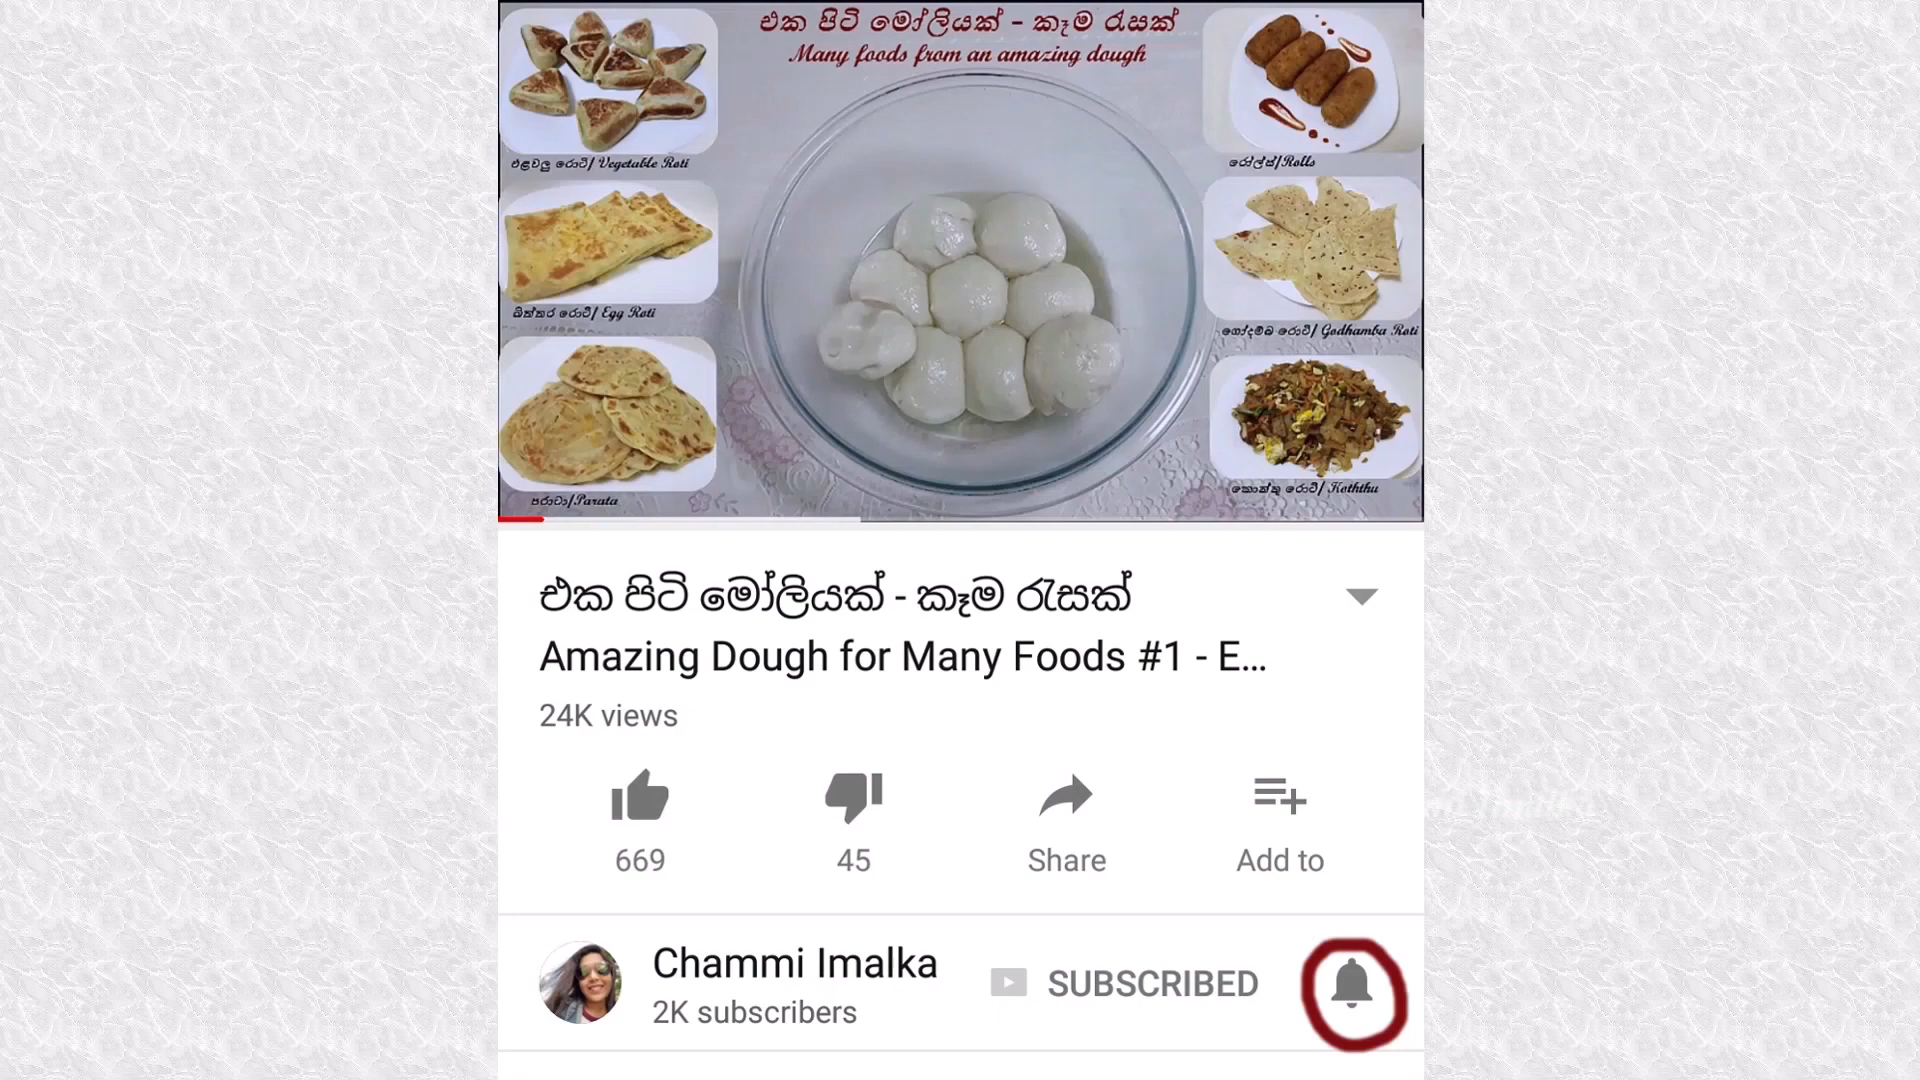 එක පිටි මෝලියක් - කෑම රැසක්
Many foods from an amazing dough
එළවලු රොටි/ Vegetable Roti
රෝල්ස්/Rolls
බිත්තර රොටි/ Egg Roti
ගෝදම්බ රොටි/ Godhamba Roti
පරාටා/Parata
කොත්තු රොටි/ Koththu
එක පිටි මෝලියක් - කෑම රැසක්
Amazing Dough for Many Foods #1 - E...
24K views
669
45
Share
Add to
Chammi Imalka
2K subscribers
SUBSCRIBED